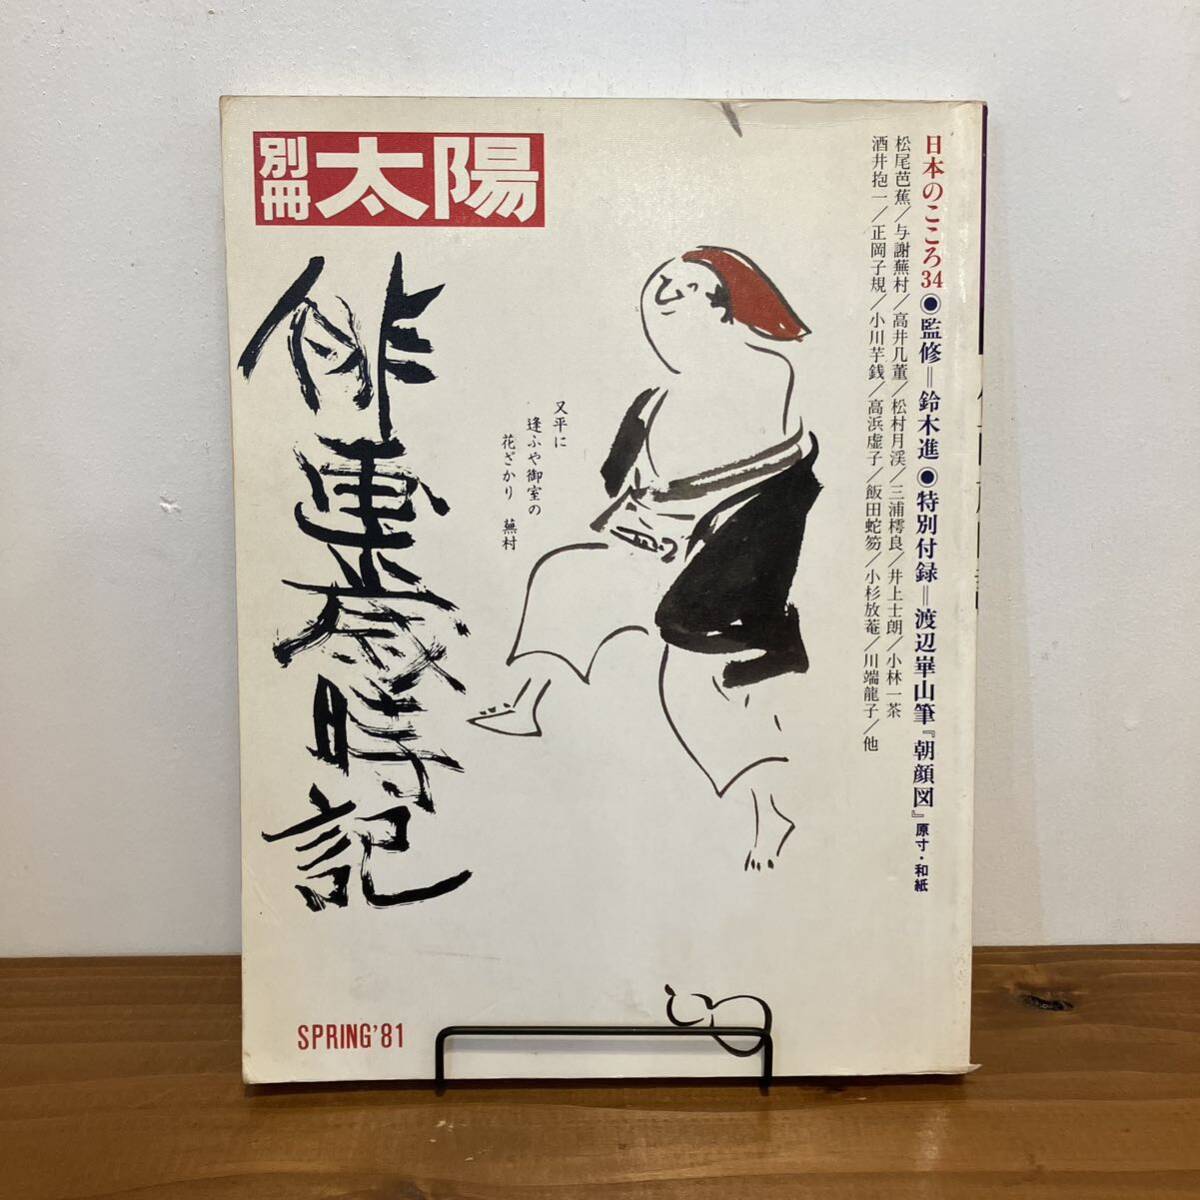 別冊 太陽
日本のこころ34●監修=鈴木進●特別付録=渡辺崋山筆『朝顔図』原寸・和紙
松尾芭蕉/与謝蕪村/高井几董/松村月渓/三浦樗良/井上士朗/小林一茶
酒井抱一/正岡子規/小川芋銭/高浜虚子/飯田蛇笏/小杉放菴/川端龍子/他
俳画歳時記
又平に
逢ふや御室の
花ざかり 蕪村
SPRING'81